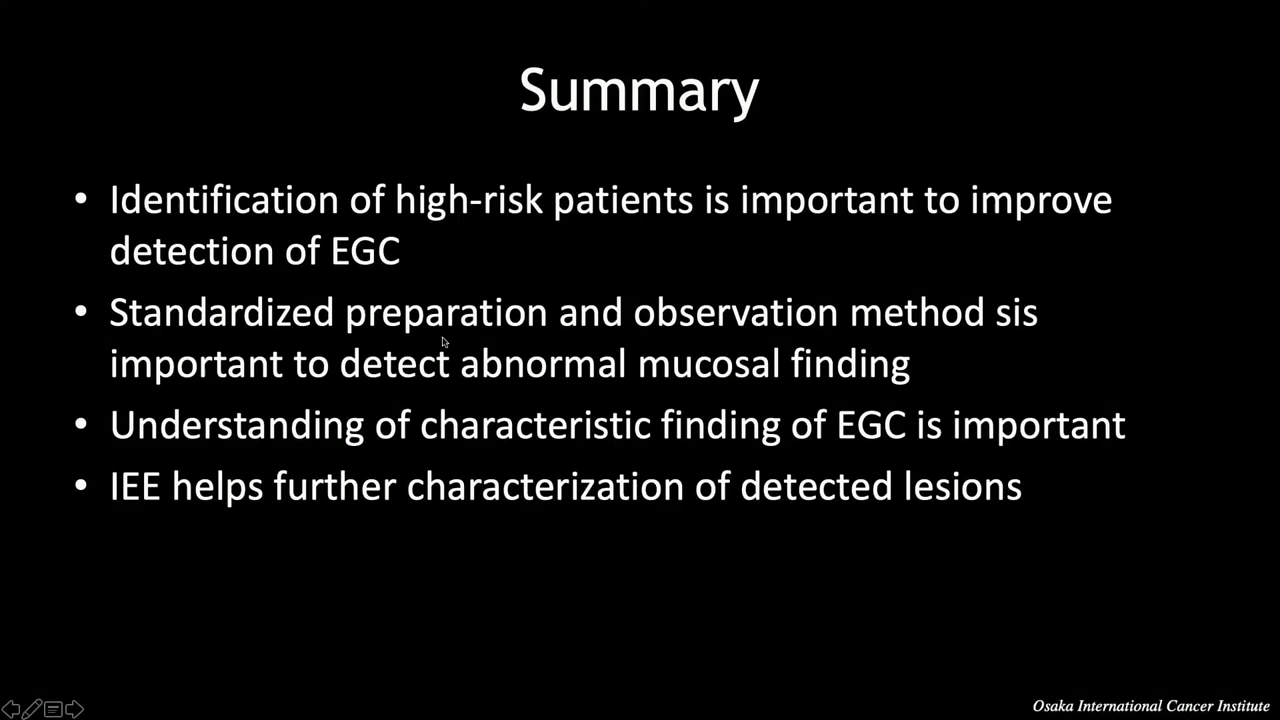 Summary
• Identification of high-risk patients is important to improve
detection of EGC
• Standardized preparation and observation method sis
important to detect abnormal mucosal finding
• Understanding of characteristic finding of EGC is important
• IEE helps further characterization of detected lesions
Osaka International Cancer Institute